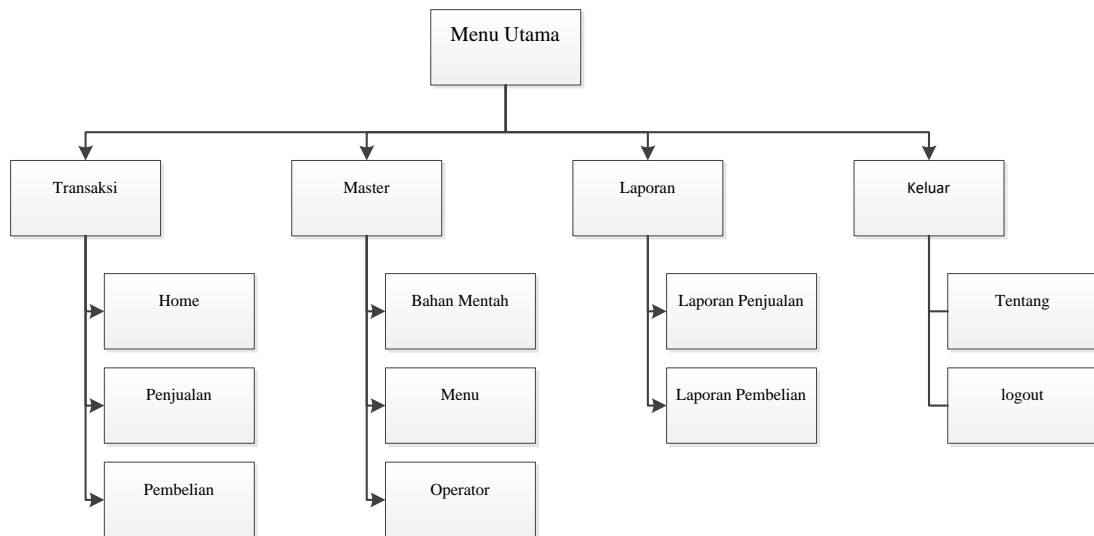 Menu Utama
Transaksi
Master
Laporan
Keluar
Home
Bahan Mentah
Laporan Penjualan
Tentang
Penjualan
Menu
Laporan Pembelian
logout
Pembelian
Operator